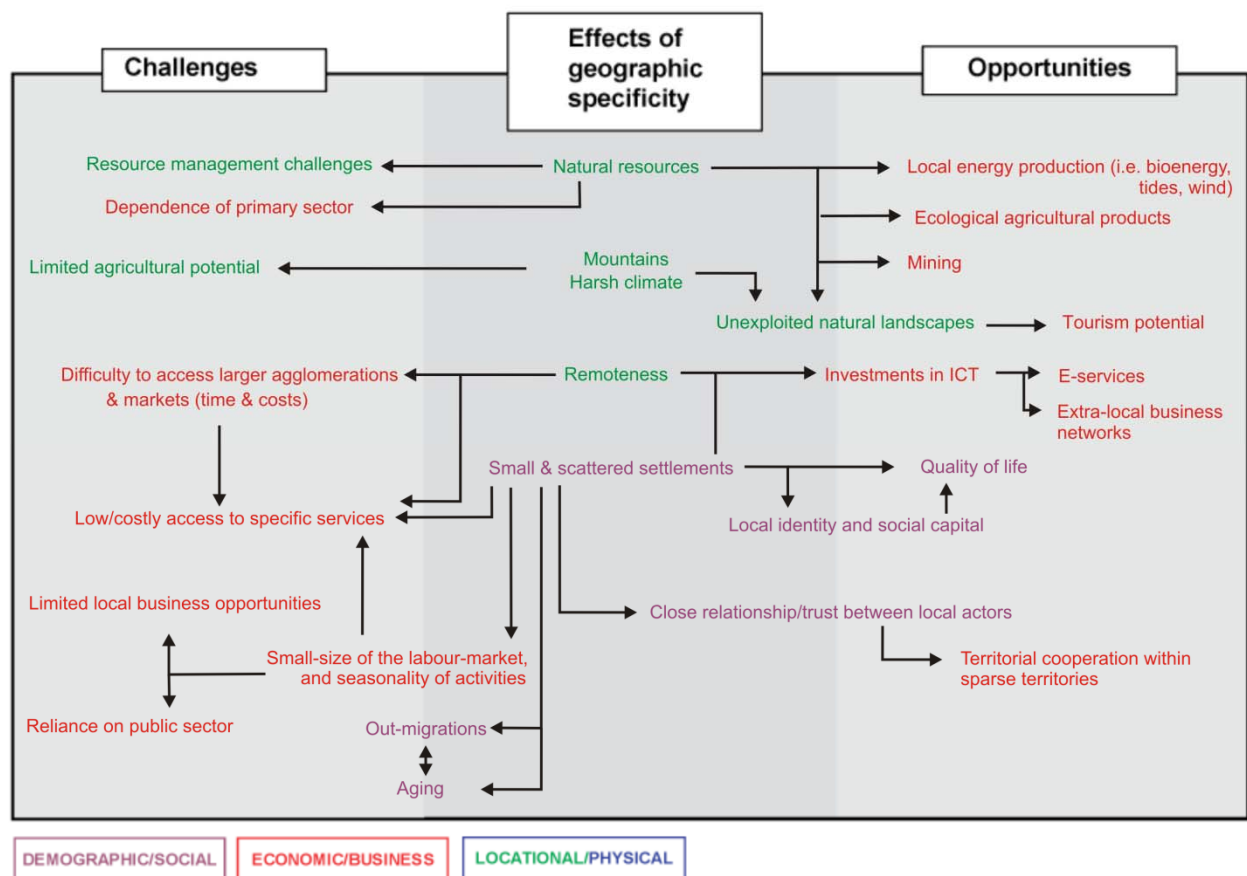 Challenges
Effects of
geographic
specificity
Opportunities
Resource management challenges
Natural resources
Local energy production (i.e. bioenergy,
tides, wind)
Dependence of primary sector
Ecological agricultural products
Limited agricultural potential
Mountains
Harsh climate
Mining
Unexploited natural landscapes
Tourism potential
Difficulty to access larger agglomerations
& markets (time & costs)
Remoteness
Investments in ICT
E-services
Extra-local business
networks
Small & scattered settlements
Quality of life
Low/costly access to specific services
Local identity and social capital
Limited local business opportunities
Close relationship/trust between local actors
Small-size of the labour-market,
and seasonality of activities
Territorial cooperation within
sparse territories
Reliance on public sector
Out-migrations
Aging
DEMOGRAPHIC/SOCIAL
ECONOMIC/BUSINESS
LOCATIONAL/PHYSICAL